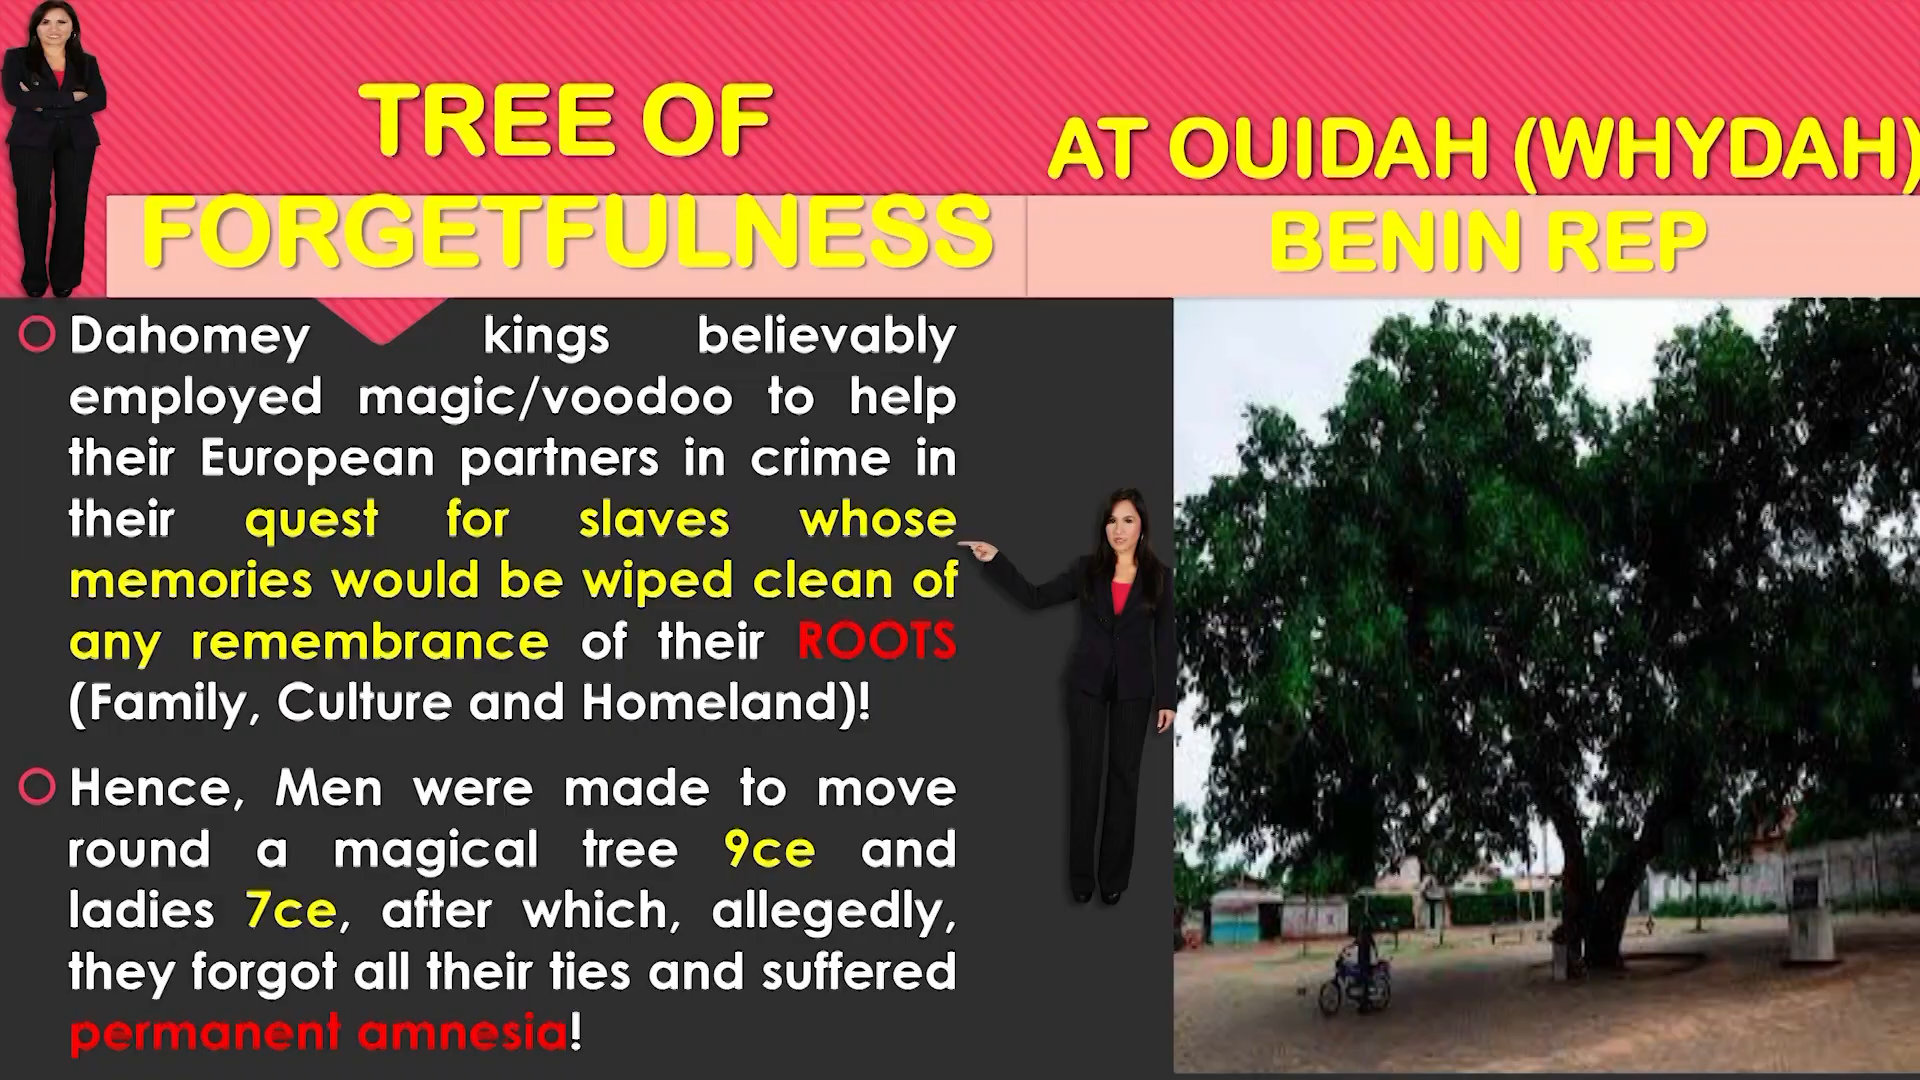 TREE OF
FORGETFULNESS
AT OUIDAH (WHYDAH)
BENIN REP
Dahomey kings believably
employed magic/voodoo to help
their European partners in crime in
their quest for slaves whose
memories would be wiped clean of
any remembrance of their ROOTS
(Family, Culture and Homeland)!
Hence, Men were made to move
round a magical tree 9ce and
ladies 7ce, after which, allegedly,
they forgot all their ties and suffered
permanent amnesia!